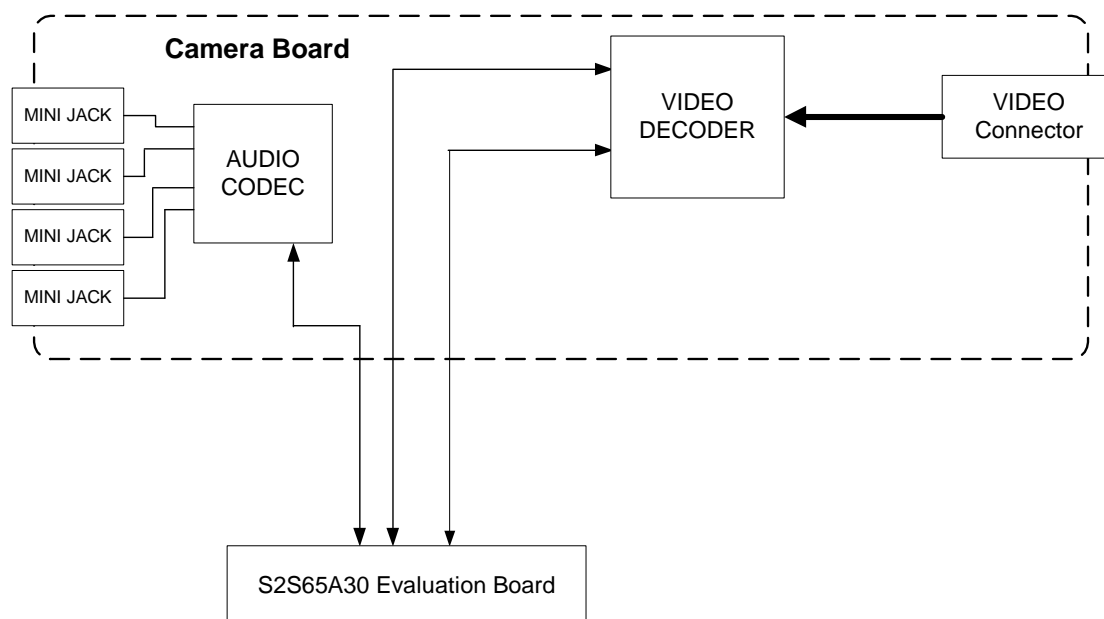 Camera Board
MINI JACK
MINI JACK
MINI JACK
MINI JACK
AUDIO
CODEC
VIDEO
DECODER
VIDEO
Connector
S2S65A30 Evaluation Board